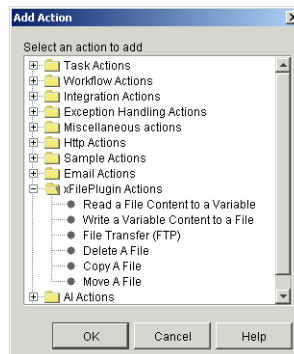 Add Action
Select an action to add
Task Actions
Workflow Actions
Integration Actions
Exception Handling Actions
Miscellaneous actions
Http Actions
Sample Actions
Email Actions
xFilePlugin Actions
Read a File Content to a Variable
Write a Variable Content to a File
File Transfer (FTP)
Delete A File
Copy A File
Move A File
AI Actions
OK Cancel Help